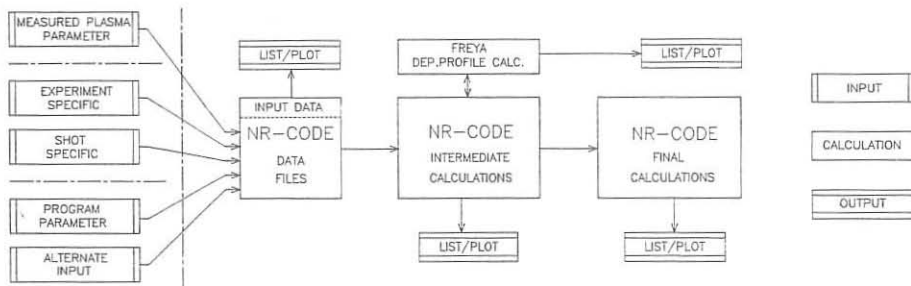 MEASURED PLASMA
PARAMETER
EXPERIMENT
SPECIFIC
SHOT
SPECIFIC
PROGRAM
PARAMETER
ALTERNATE
INPUT
LIST/PLOT
INPUT DATA
NR-CODE
DATA
FILES
FREYA
DEP.PROFILE CALC.
LIST/PLOT
NR-CODE
INTERMEDIATE
CALCULATIONS
LIST/PLOT
NR-CODE
FINAL
CALCULATIONS
LIST/PLOT
INPUT
CALCULATION
OUTPUT